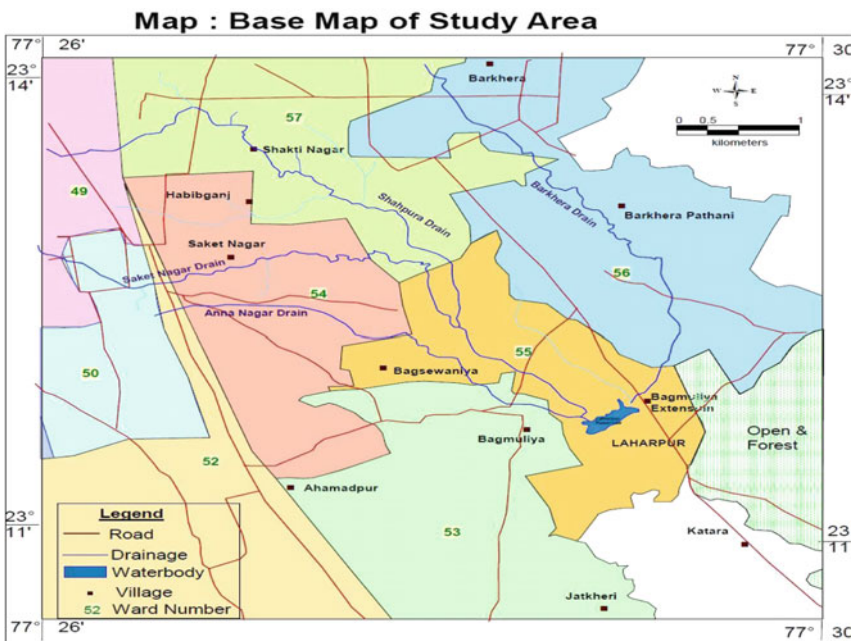 Map : Base Map of Study Area
77° 26'
77° 30
23°
14'
23°
14'
Barkhera
N
W E
S
0 0.5 1
kilometers
57
Shakti Nagar
49
Habibganj
Shahpura Drain
Barkhera Drain
Barkhera Pathani
Saket Nagar
Saket Nagar Drain
56
54
Anna Nagar Drain
55
50
Bagsewaniya
Bagmuliya
Extension
Open &
Forest
Bagmuliya
LAHARPUR
52
Ahamadpur
23°
11'
53
Katara
23
11'
Legend
Road
Drainage
Waterbody
Village
52 Ward Number
Jatkheri
77° 26'
77° 30